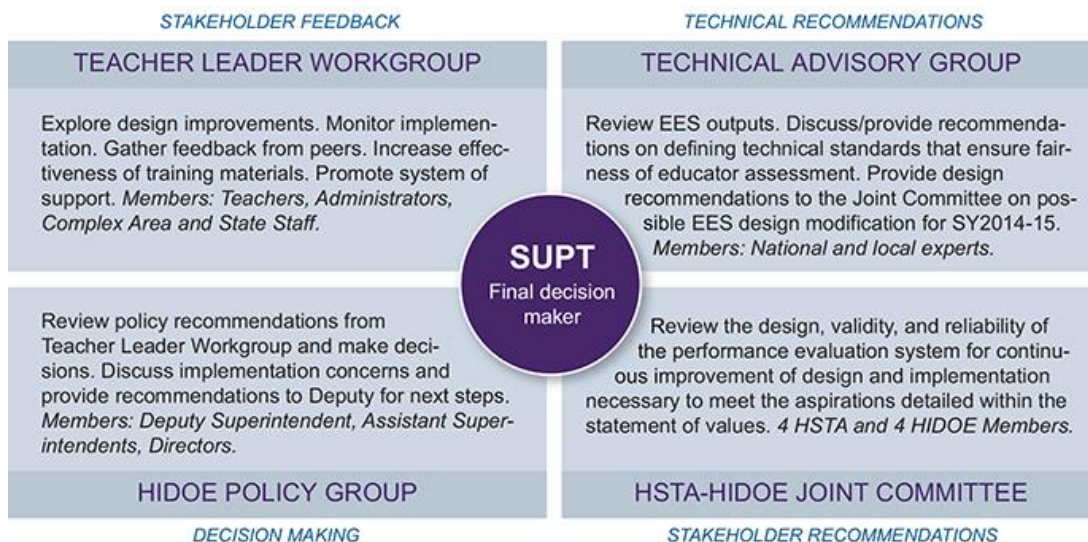 STAKEHOLDER FEEDBACK
TEACHER LEADER WORKGROUP
Explore design improvements. Monitor implemen-
tation. Gather feedback from peers. Increase effec-
tiveness of training materials. Promote system of
support. Members: Teachers, Administrators,
Complex Area and State Staff.
TECHNICAL RECOMMENDATIONS
TECHNICAL ADVISORY GROUP
Review EES outputs. Discuss/provide recommenda-
tions on defining technical standards that ensure fair-
ness of educator assessment. Provide design
recommendations to the Joint Committee on pos-
sible EES design modification for SY2014-15.
Members: National and local experts.
SUPT
Final decision
maker
Review policy recommendations from
Teacher Leader Workgroup and make deci-
sions. Discuss implementation concerns and
provide recommendations to Deputy for next steps.
Members: Deputy Superintendent, Assistant Super-
intendents, Directors.
HIDOE POLICY GROUP
DECISION MAKING
Review the design, validity, and reliability of
the performance evaluation system for continu-
ous improvement of design and implementation
necessary to meet the aspirations detailed within the
statement of values. 4 HSTA and 4 HIDOE Members.
HSTA-HIDOE JOINT COMMITTEE
STAKEHOLDER RECOMMENDATIONS